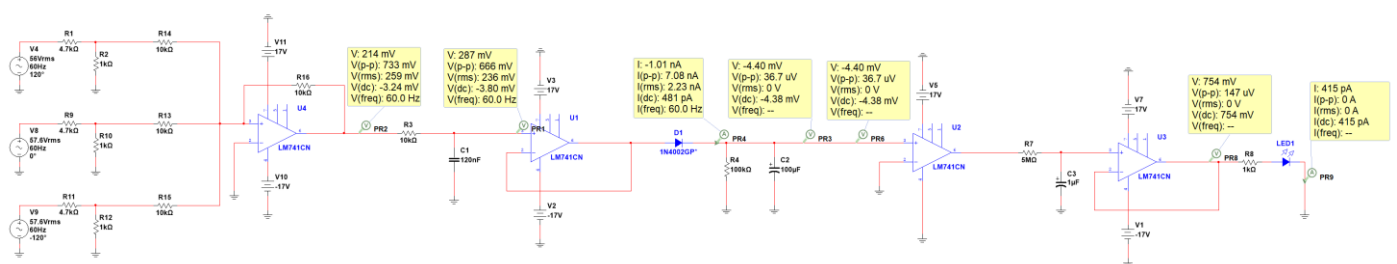 V4
56Vrms
60Hz
120°
R1
4.7kΩ
R2
1kΩ
R14
10kΩ
V8
57.6Vrms
60Hz
0°
R9
4.7kΩ
R10
1kΩ
R13
10kΩ
V9
57.6Vrms
60Hz
-120°
R11
4.7kΩ
R12
1kΩ
R15
10kΩ
V11
17V
R16
10kΩ
U4
LM741CN
V10
-17V
V: 214 mV
V(p-p): 733 mV
V(rms): 259 mV
V(dc): -3.24 mV
V(freq): 60.0 Hz
PR2
R3
10kΩ
C1
120nF
V: 287 mV
V(p-p): 666 mV
V(rms): 236 mV
V(dc): -3.80 mV
V(freq): 60.0 Hz
PR1
V3
17V
U1
LM741CN
V2
-17V
D1
1N4002GP*
I: -1.01 nA
I(p-p): 7.08 nA
I(rms): 2.23 nA
I(dc): 481 pA
I(freq): 60.0 Hz
PR4
R4
100kΩ
V: -4.40 mV
V(p-p): 36.7 uV
V(rms): 0 V
V(dc): -4.38 mV
V(freq): --
PR3
C2
100µF
V: -4.40 mV
V(p-p): 36.7 uV
V(rms): 0 V
V(dc): -4.38 mV
V(freq): --
PR6
V5
17V
U2
LM741CN
R7
5MΩ
C3
1µF
V7
17V
U3
LM741CN
V1
-17V
V: 754 mV
V(p-p): 147 uV
V(rms): 0 V
V(dc): 754 mV
V(freq): --
PR8
R8
1kΩ
LED1
I: 415 pA
I(p-p): 0 A
I(rms): 0 A
I(dc): 415 pA
I(freq): --
PR9